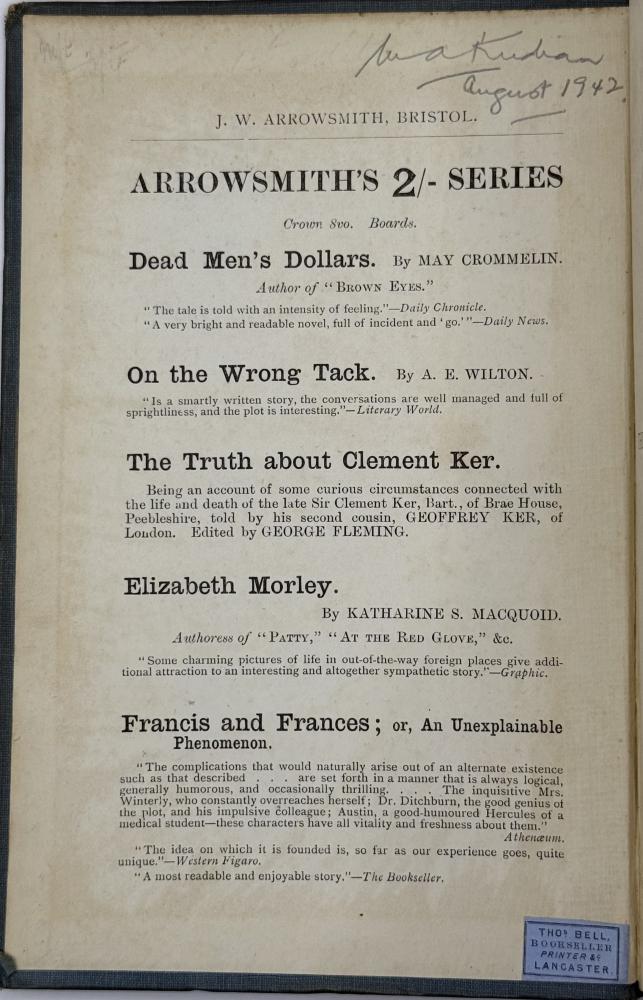 August 1942
J. W. ARROWSMITH, BRISTOL.
ARROWSMITH'S 2/- SERIES
Crown 8vo. Boards.
Dead Men's Dollars. By MAY CROMMELIN.
Author of "BROWN EYES."
"The tale is told with an intensity of feeling."—Daily Chronicle.
"A very bright and readable novel, full of incident and 'go.'"—Daily News.
On the Wrong Tack. By A. E. WILTON.
"Is a smartly written story, the conversations are well managed and full of
sprightliness, and the plot is interesting."—Literary World.
The Truth about Clement Ker.
Being an account of some curious circumstances connected with
the life and death of the late Sir Clement Ker, Bart., of Brae House,
Peebleshire, told by his second cousin, GEOFFREY KER, of
London. Edited by GEORGE FLEMING.
Elizabeth Morley.
By KATHARINE S. MACQUOID.
Authoress of "PATTY," "AT THE RED GLOVE," &c.
"Some charming pictures of life in out-of-the-way foreign places give addi-
tional attraction to an interesting and altogether sympathetic story."—Graphic.
Francis and Frances; or, An Unexplainable
Phenomenon.
"The complications that would naturally arise out of an alternate existence
such as that described . . . are set forth in a manner that is always logical,
generally humorous, and occasionally thrilling. . . . The inquisitive Mrs.
Winterly, who constantly overreaches herself; Dr. Ditchburn, the good genius of
the plot, and his impulsive colleague; Austin, a good-humoured Hercules of a
medical student—these characters have all vitality and freshness about them."
Athenæum.
"The idea on which it is founded is, so far as our experience goes, quite
unique."—Western Figaro.
"A most readable and enjoyable story."—The Bookseller.
THOS BELL,
BOOKSELLER
PRINTER &c
LANCASTER.